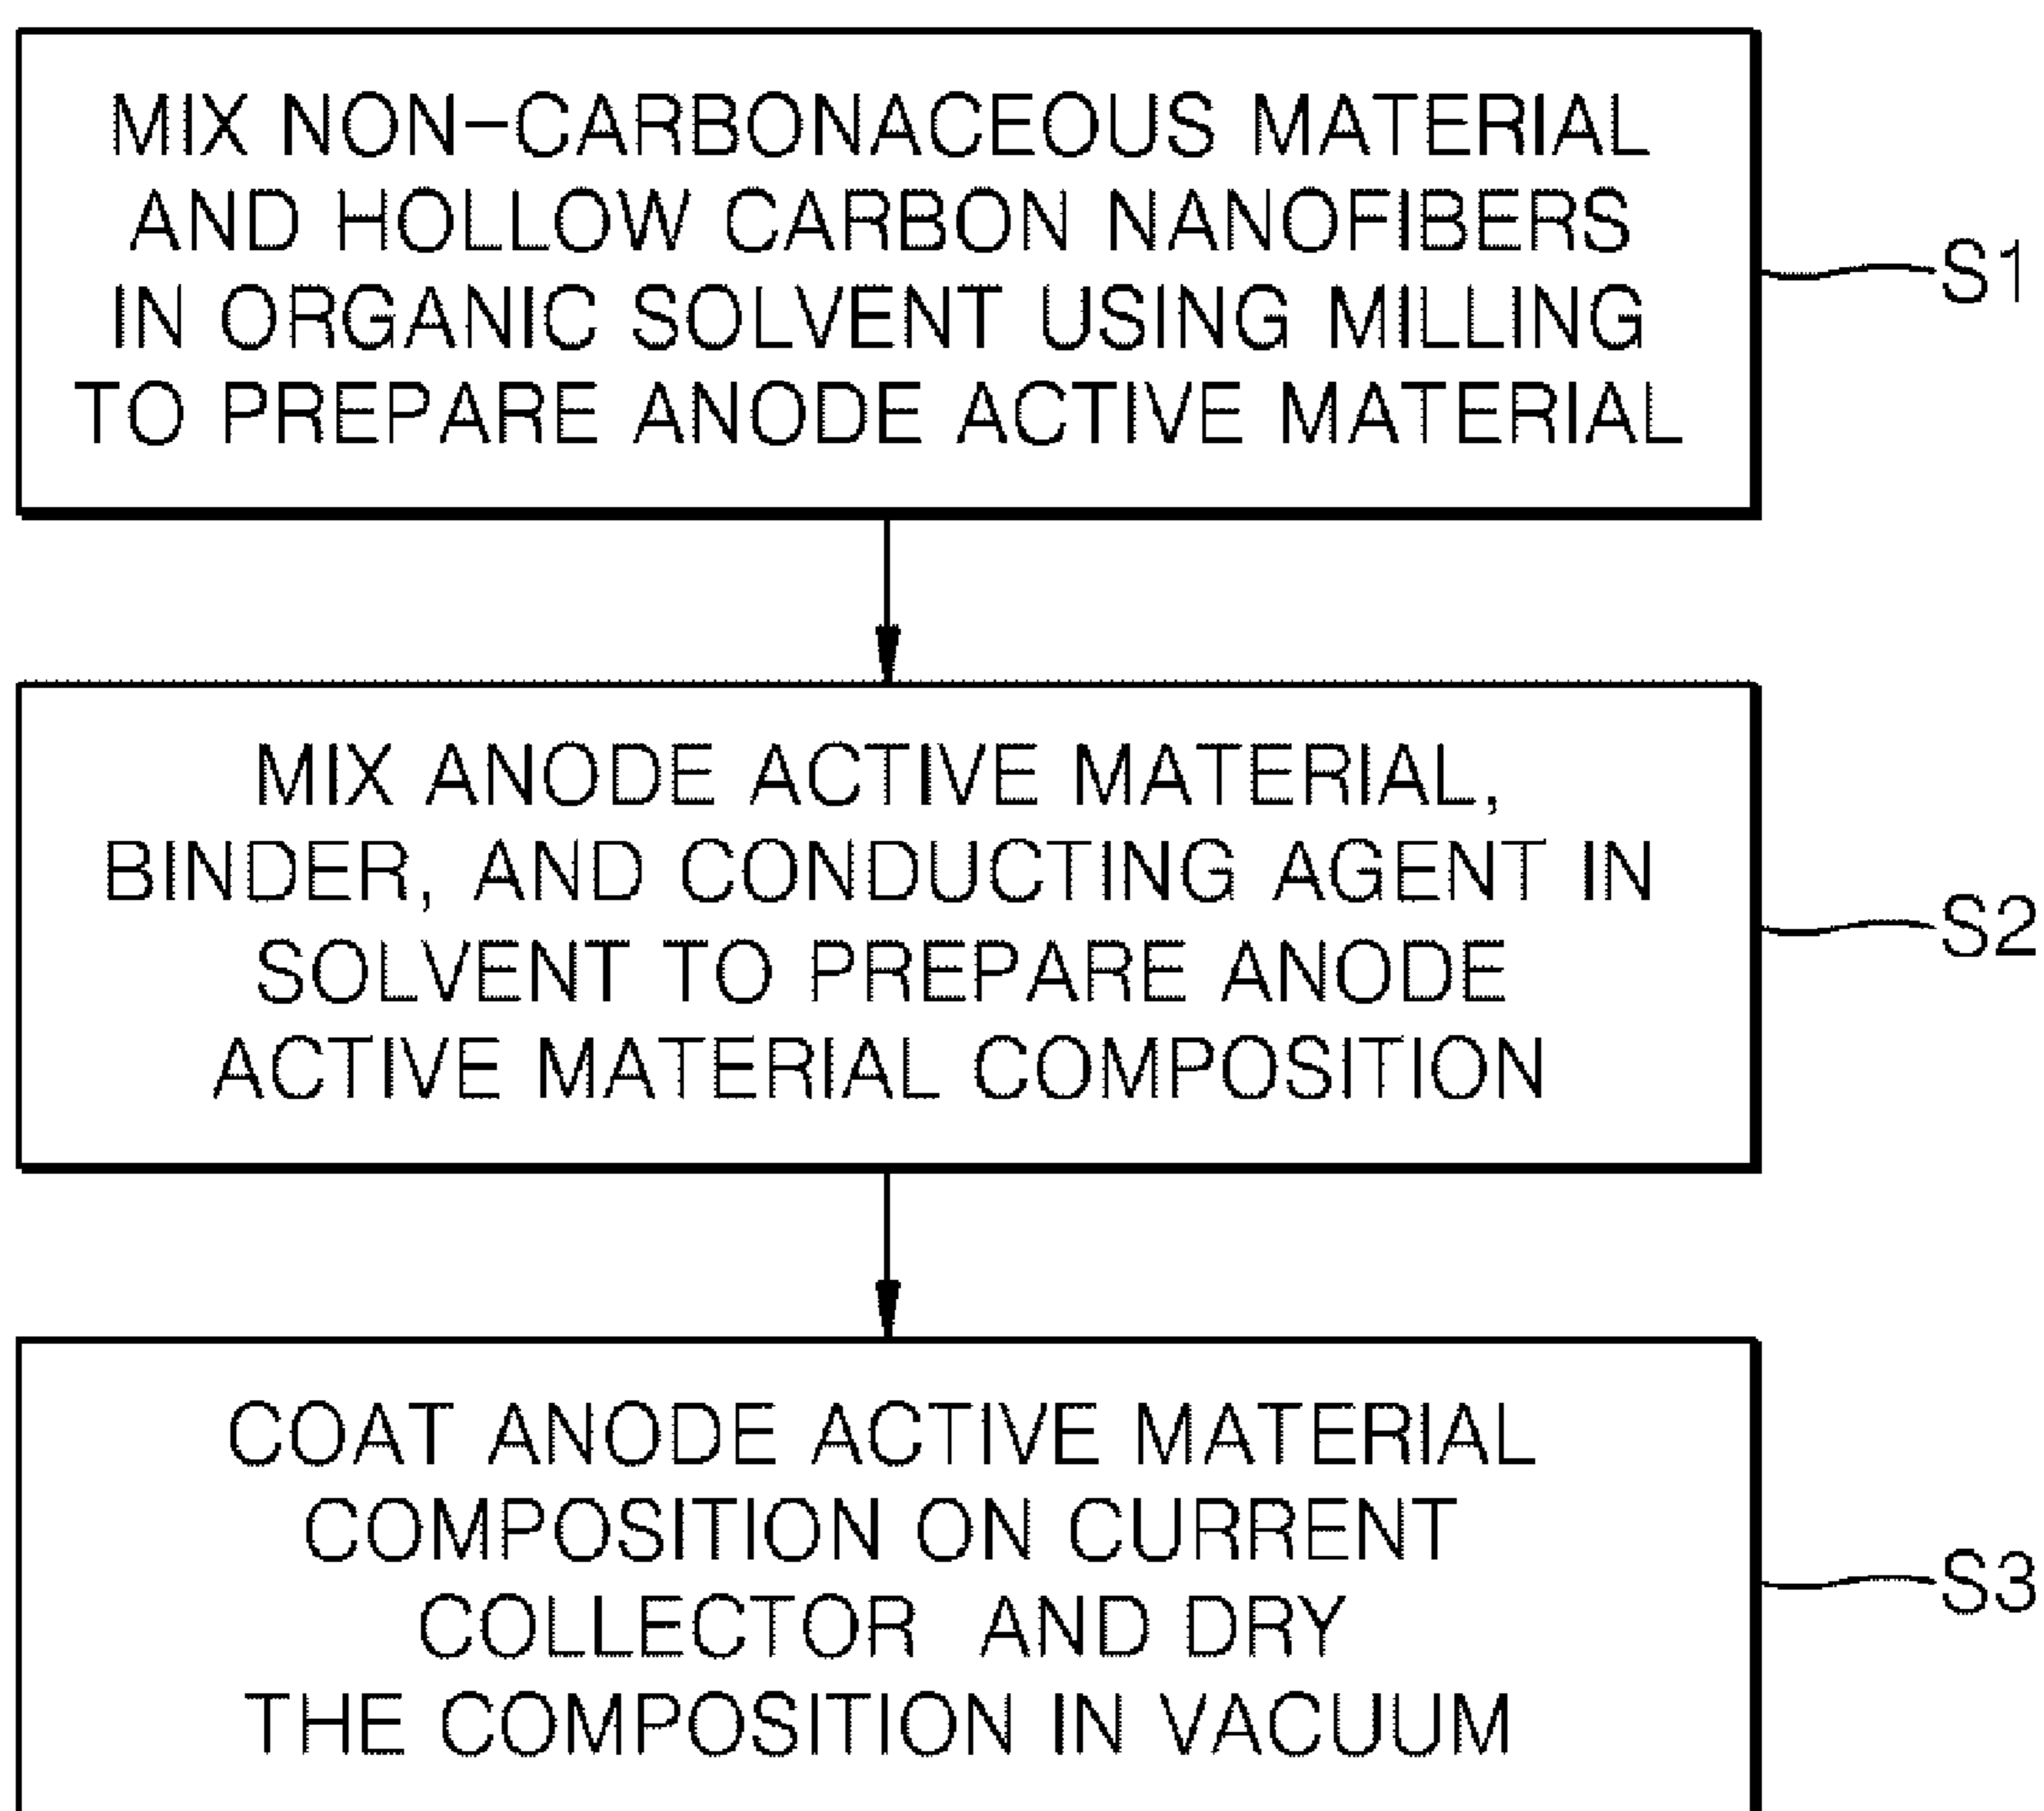 MIX NON-CARBONACEOUS MATERIAL
AND HOLLOW CARBON NANOFIBERS
IN ORGANIC SOLVENT USING MILLING
TO PREPARE ANODE ACTIVE MATERIAL
S1
MIX ANODE ACTIVE MATERIAL,
BINDER, AND CONDUCTING AGENT IN
SOLVENT TO PREPARE ANODE
ACTIVE MATERIAL COMPOSITION
S2
COAT ANODE ACTIVE MATERIAL
COMPOSITION ON CURRENT
COLLECTOR AND DRY
THE COMPOSITION IN VACUUM
S3